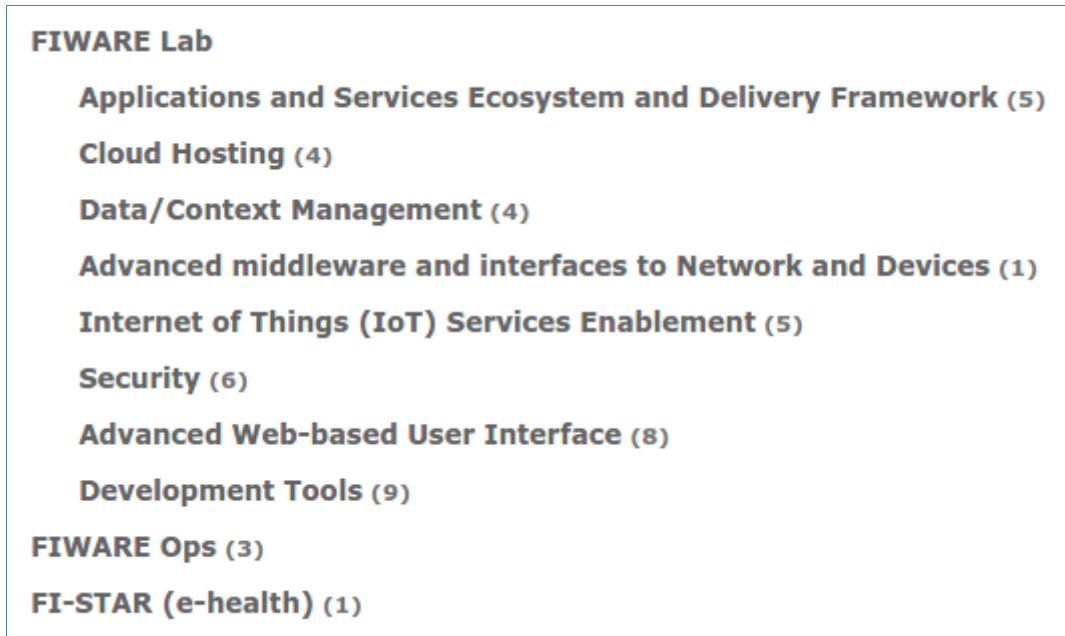 FIWARE Lab
Applications and Services Ecosystem and Delivery Framework (5)
Cloud Hosting (4)
Data/Context Management (4)
Advanced middleware and interfaces to Network and Devices (1)
Internet of Things (IoT) Services Enablement (5)
Security (6)
Advanced Web-based User Interface (8)
Development Tools (9)
FIWARE Ops (3)
FI-STAR (e-health) (1)